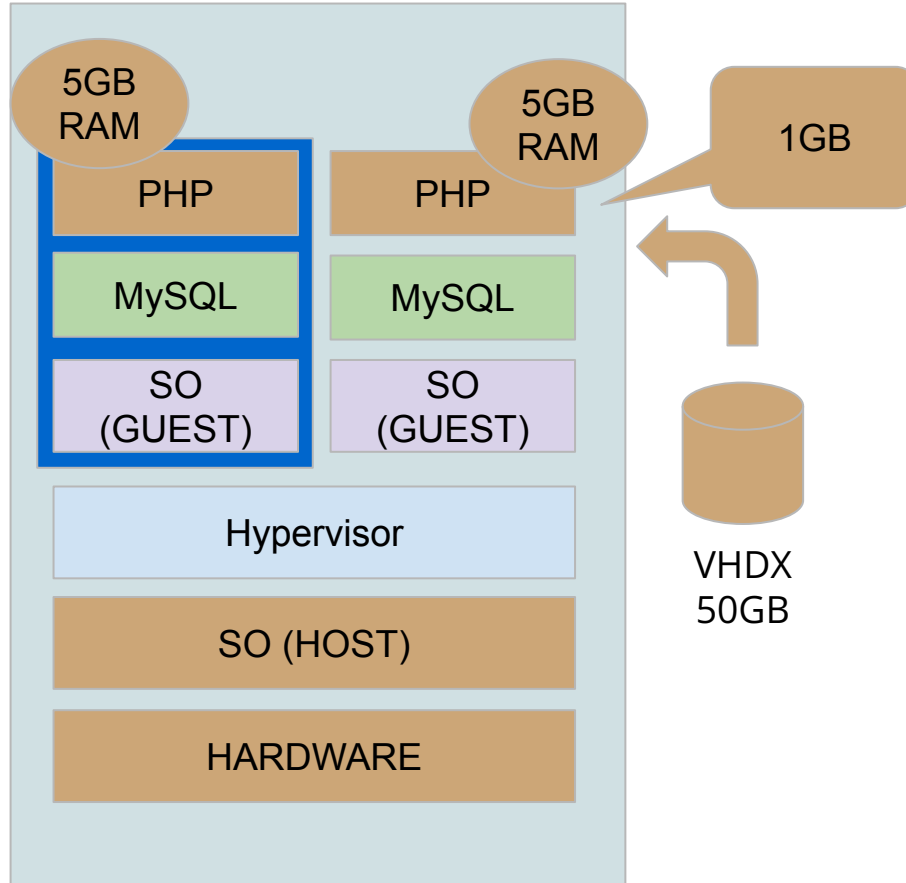 5GB
RAM
5GB
RAM
1GB
PHP
PHP
MySQL
MySQL
SO
(GUEST)
SO
(GUEST)
Hypervisor
VHDX
50GB
SO (HOST)
HARDWARE